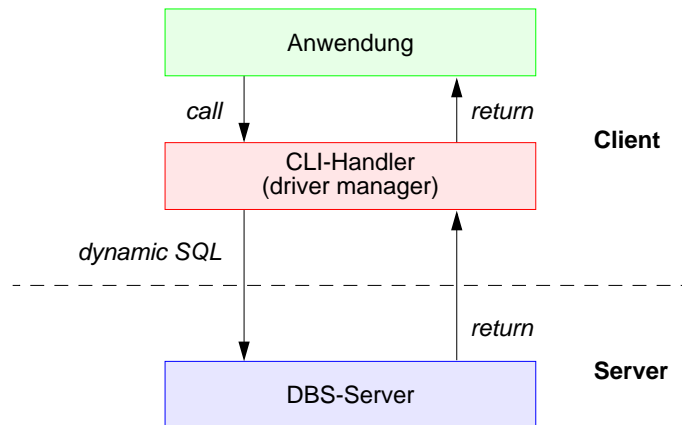 Anwendung
call
return
Client
CLI-Handler
(driver manager)
dynamic SQL
return
Server
DBS-Server